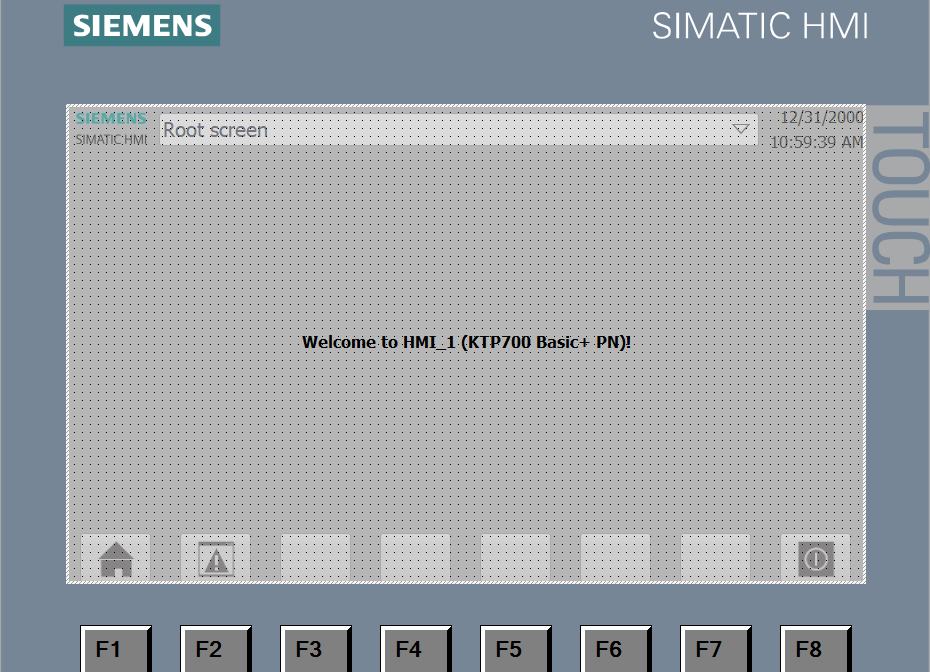 SIEMENS
SIMATIC HMI
SIEMENS
SIMATIC HMI
Root screen
12/31/2000
10:59:39 AM
TOUCH
Welcome to HMI_1 (KTP700 Basic+ PN)!
F1
F2
F3
F4
F5
F6
F7
F8